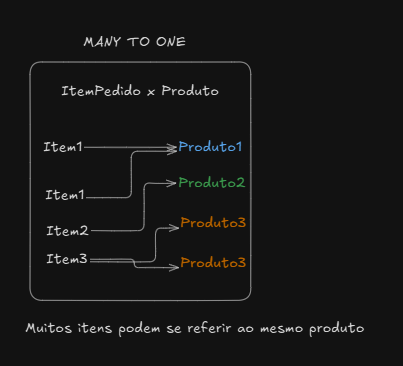 MANY TO ONE
ItemPedido x Produto
Item1
Produto1
Item1
Produto2
Item2
Produto3
Item3
Produto3
Muitos itens podem se referir ao mesmo produto